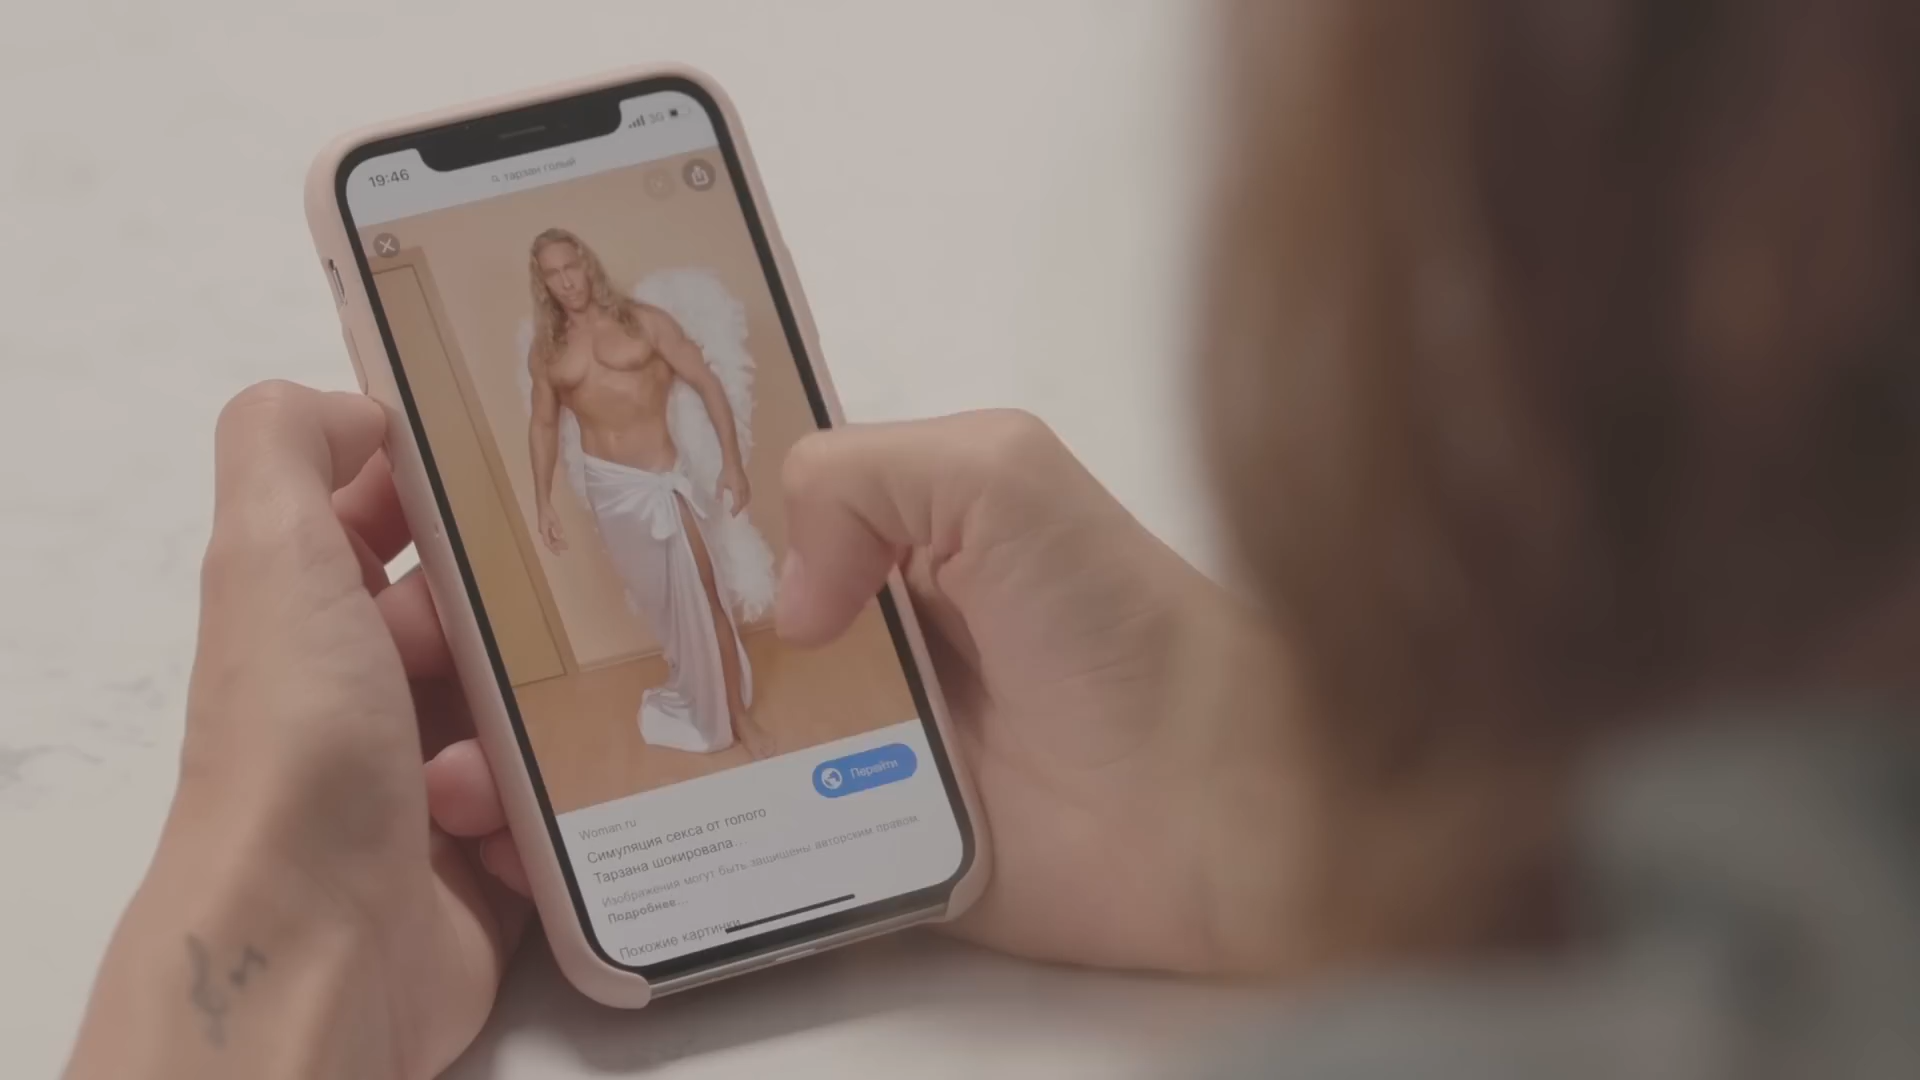 19:46
3G
тарзан голый
Перейти
Woman.ru
Симуляция секса от голого
Тарзана шокировала...
Изображения могут быть защищены авторским правом.
Подробнее...
Похожие картинки